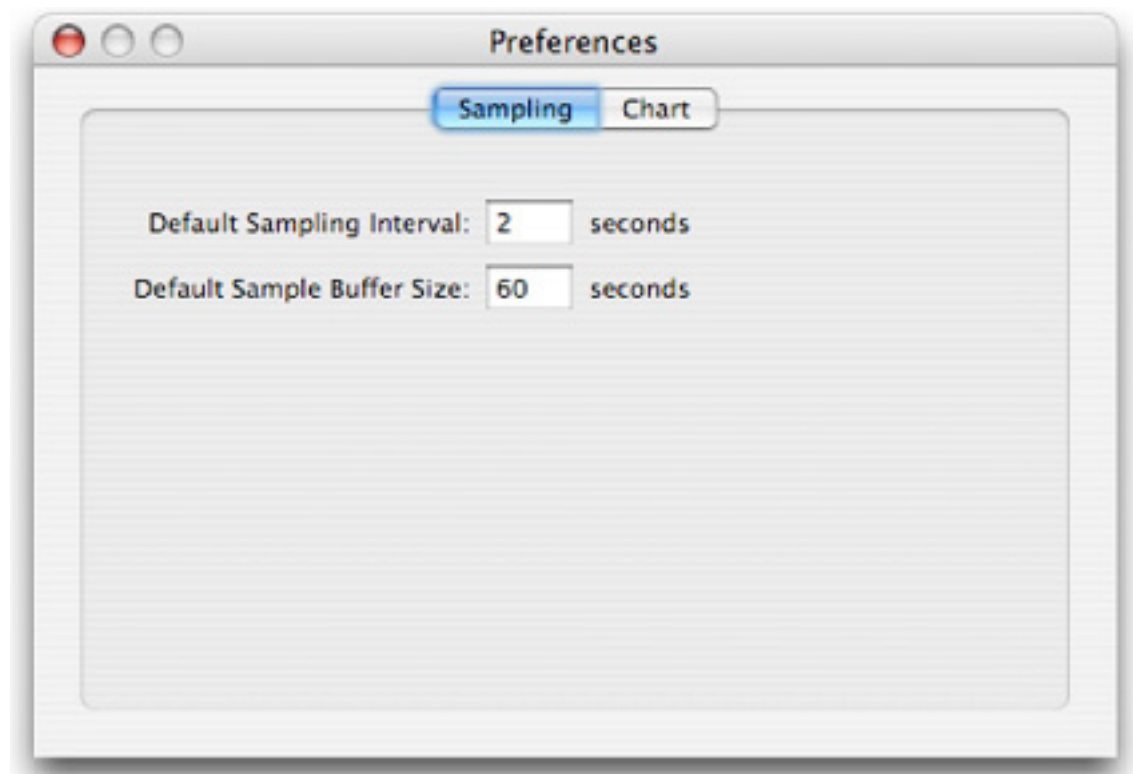 Preferences
Sampling Chart
Default Sampling Interval: 2 seconds
Default Sample Buffer Size: 60 seconds